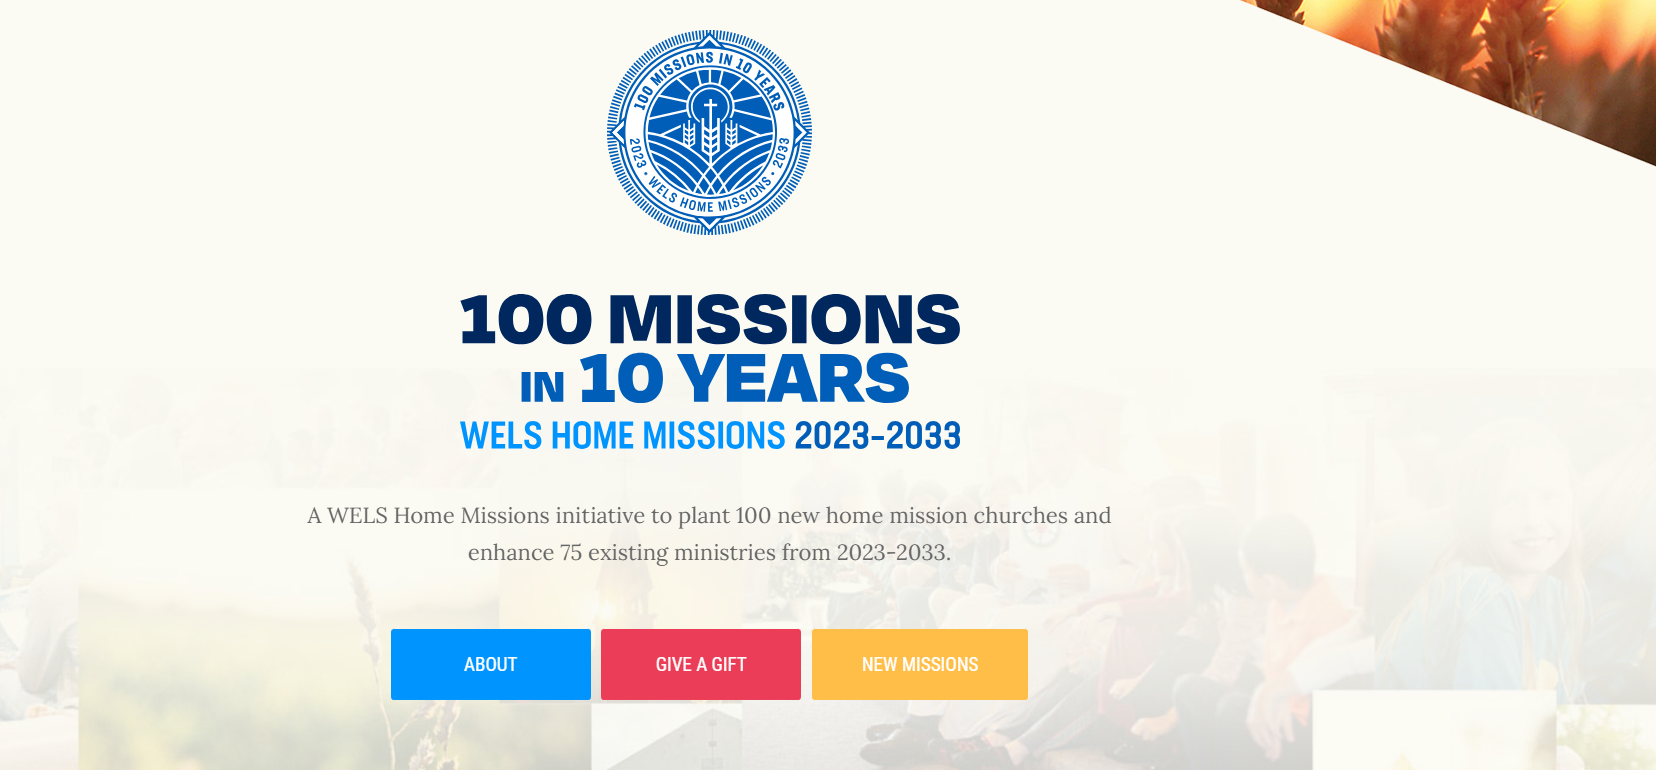 100 MISSIONS IN 10 YEARS
2023 • WELS HOME MISSIONS • 2033
100 MISSIONS
IN 10 YEARS
WELS HOME MISSIONS 2023-2033
A WELS Home Missions initiative to plant 100 new home mission churches and
enhance 75 existing ministries from 2023-2033.
ABOUT
GIVE A GIFT
NEW MISSIONS